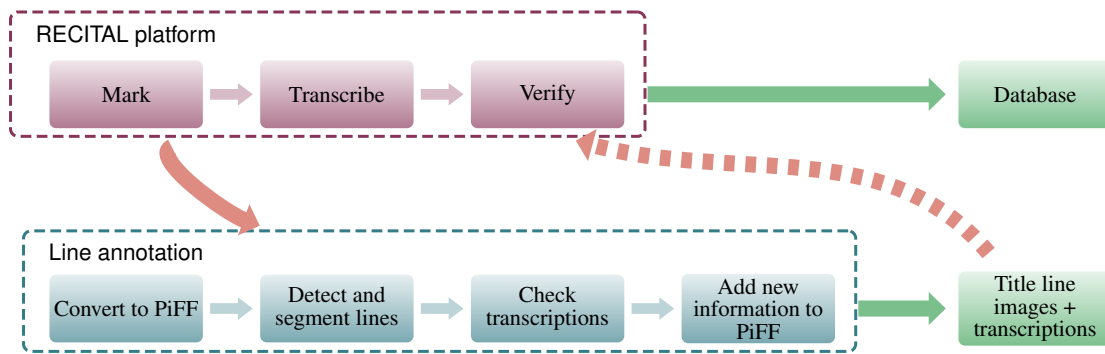 RECITAL platform
Mark
Transcribe
Verify
Database
Line annotation
Convert to PiFF
Detect and
segment lines
Check
transcriptions
Add new
information to
PiFF
Title line
images +
transcriptions